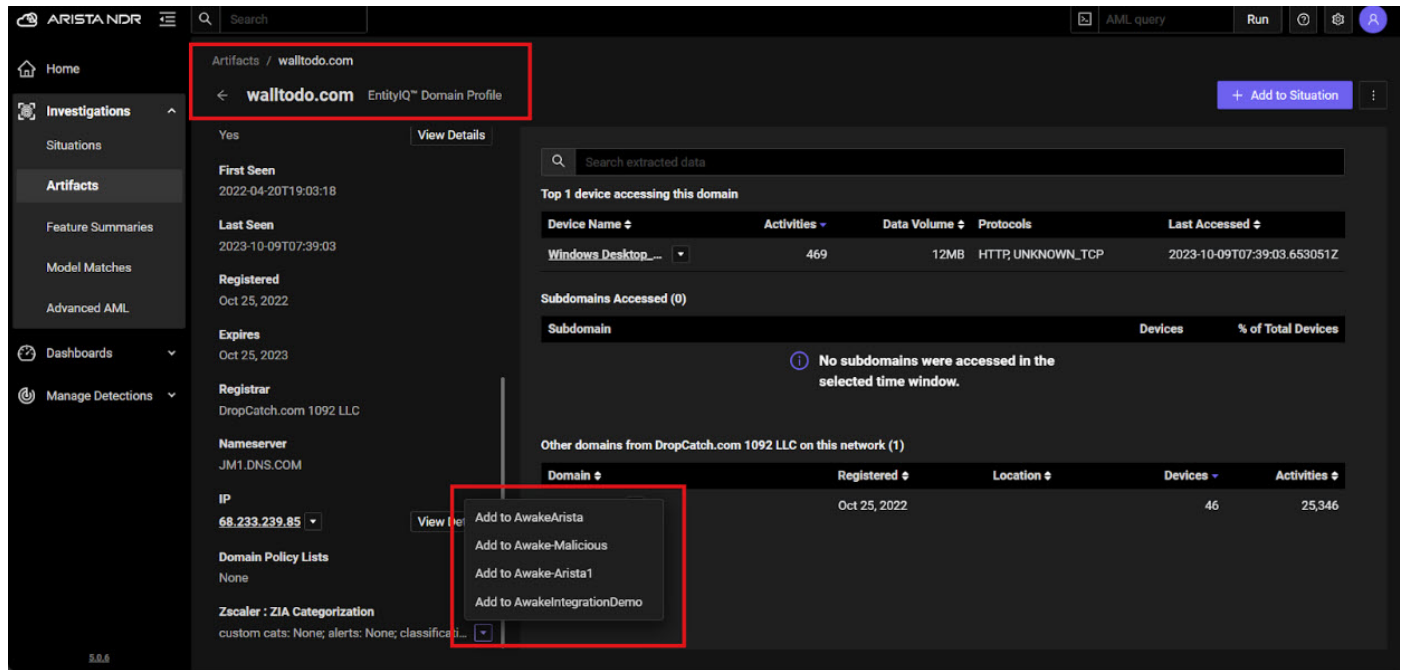 ARISTA NDR
Search
AML query
Run
A
Home
Investigations
Situations
Artifacts
Feature Summaries
Model Matches
Advanced AML
Dashboards
Manage Detections
5.0.6
Artifacts / walltodo.com
walltodo.com EntityIQ™ Domain Profile
+ Add to Situation
Yes
View Details
First Seen
2022-04-20T19:03:18
Last Seen
2023-10-09T07:39:03
Registered
Oct 25, 2022
Expires
Oct 25, 2023
Registrar
DropCatch.com 1092 LLC
Nameserver
JM1.DNS.COM
IP
68.233.239.85
View De
Domain Policy Lists
None
Zscaler : ZIA Categorization
custom cats: None; alerts: None; classificati...
Add to AwakeArista
Add to Awake-Malicious
Add to Awake-Arista1
Add to AwakeIntegrationDemo
Search extracted data
Top 1 device accessing this domain
Device Name Activities Data Volume Protocols Last Accessed
Windows Desktop_... 469 12MB HTTP, UNKNOWN_TCP 2023-10-09T07:39:03.653051Z
Subdomains Accessed (0)
Subdomain Devices % of Total Devices
No subdomains were accessed in the
selected time window.
Other domains from DropCatch.com 1092 LLC on this network (1)
Domain Registered Location Devices Activities
Oct 25, 2022 46 25,346